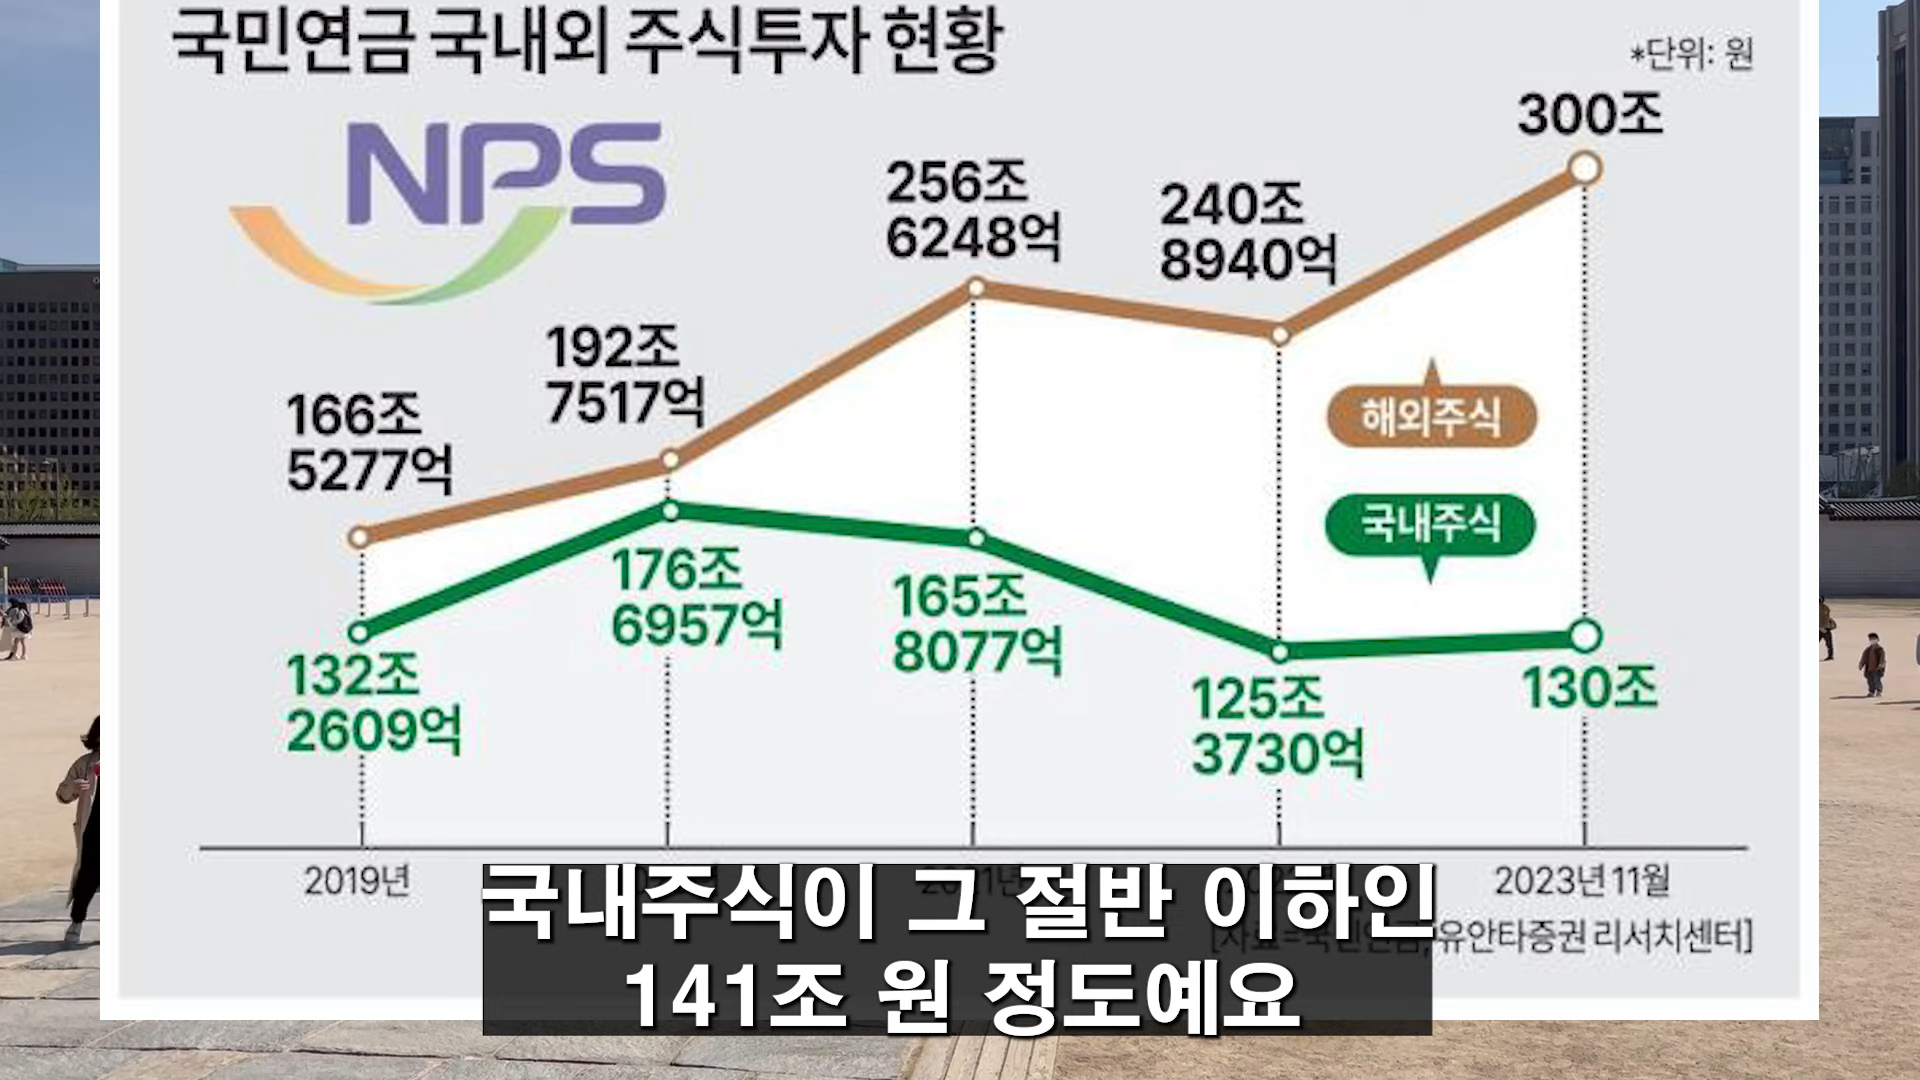 국민연금 국내외 주식투자 현황
*단위: 원
NPS
300조
256조
6248억
240조
8940억
192조
7517억
166조
5277억
해외주식
국내주식
176조
6957억
165조
8077억
132조
2609억
125조
3730억
130조
2019년
2023년 11월
[자료=국민연금, 유안타증권 리서치센터]
국내주식이 그 절반 이하인
141조 원 정도예요